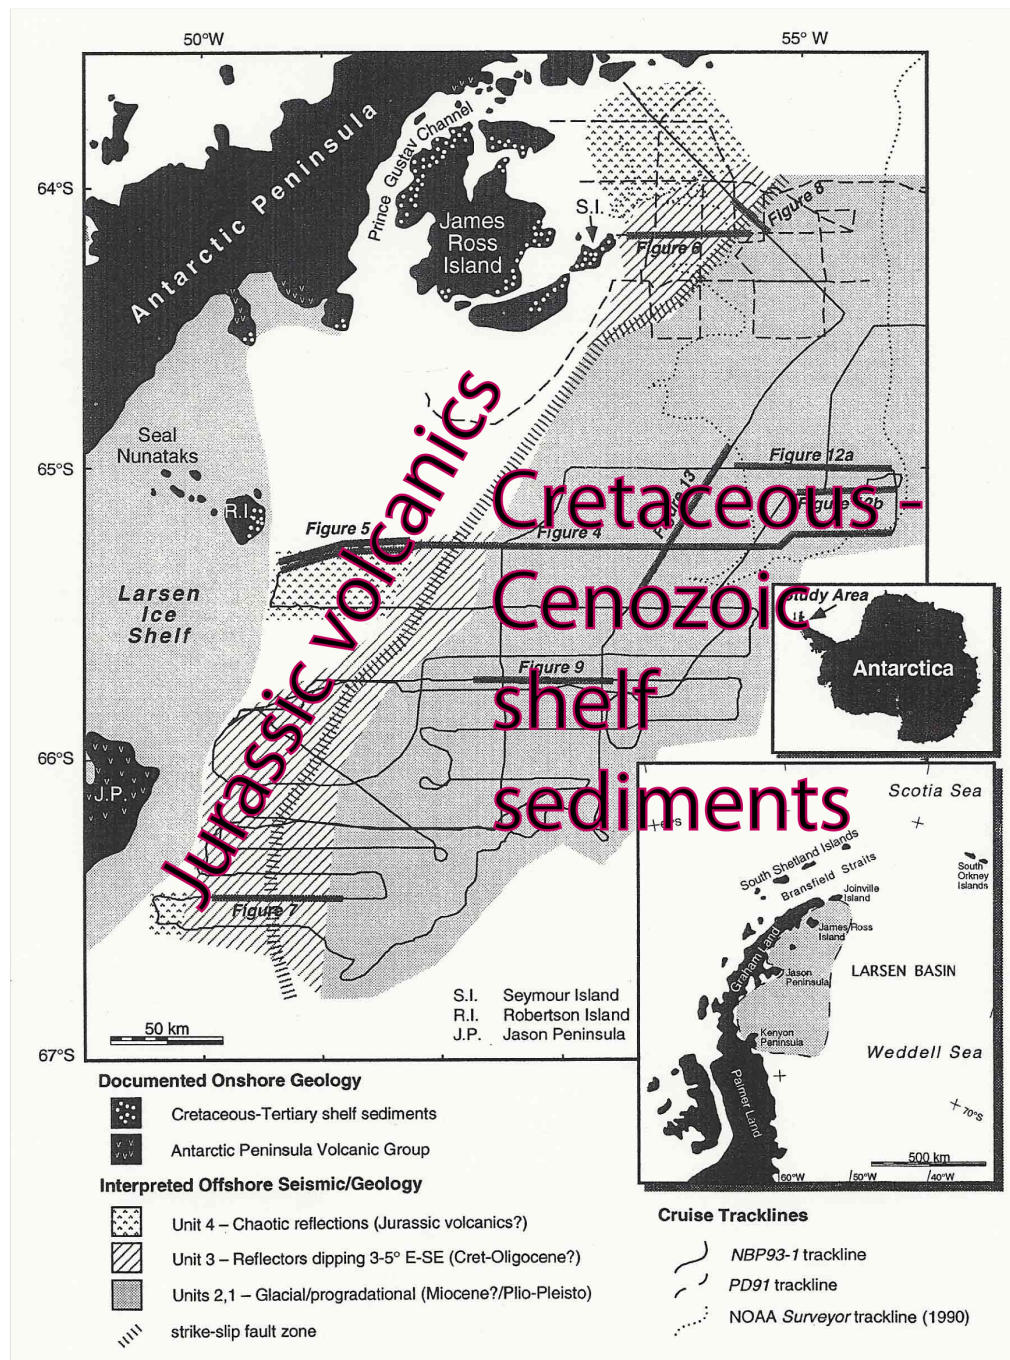 50° W
55° W
64°S
65°S
66°S
67°S
Antarctic Peninsula
Prince Gustav Channel
James
Ross
Island
S.I.
Figure 8
Figure 6
Seal
Nunataks
R.I.
Figure 5
Figure 4
Figure 12a
Figure 12b
Figure 13
Larsen
Ice
Shelf
Figure 9
J.P.
Figure 7
Jurassic volcanics
Cretaceous -
Cenozoic
shelf
sediments
Study Area
Antarctica
S.I. Seymour Island
R.I. Robertson Island
J.P. Jason Peninsula
50 km
Scotia Sea
South Shetland Islands
Bransfield Straits
South
Orkney
Islands
Joinville
Island
James Ross
Island
Graham Land
Jason
Peninsula
LARSEN BASIN
Kenyon
Peninsula
Weddell Sea
Palmer Land
70°S
500 km
60°W
50°W
40°W
Documented Onshore Geology
Cretaceous-Tertiary shelf sediments
Antarctic Peninsula Volcanic Group
Interpreted Offshore Seismic/Geology
Unit 4 – Chaotic reflections (Jurassic volcanics?)
Unit 3 – Reflectors dipping 3-5° E-SE (Cret-Oligocene?)
Units 2,1 – Glacial/progradational (Miocene?/Plio-Pleisto)
strike-slip fault zone
Cruise Tracklines
NBP93-1 trackline
PD91 trackline
NOAA Surveyor trackline (1990)